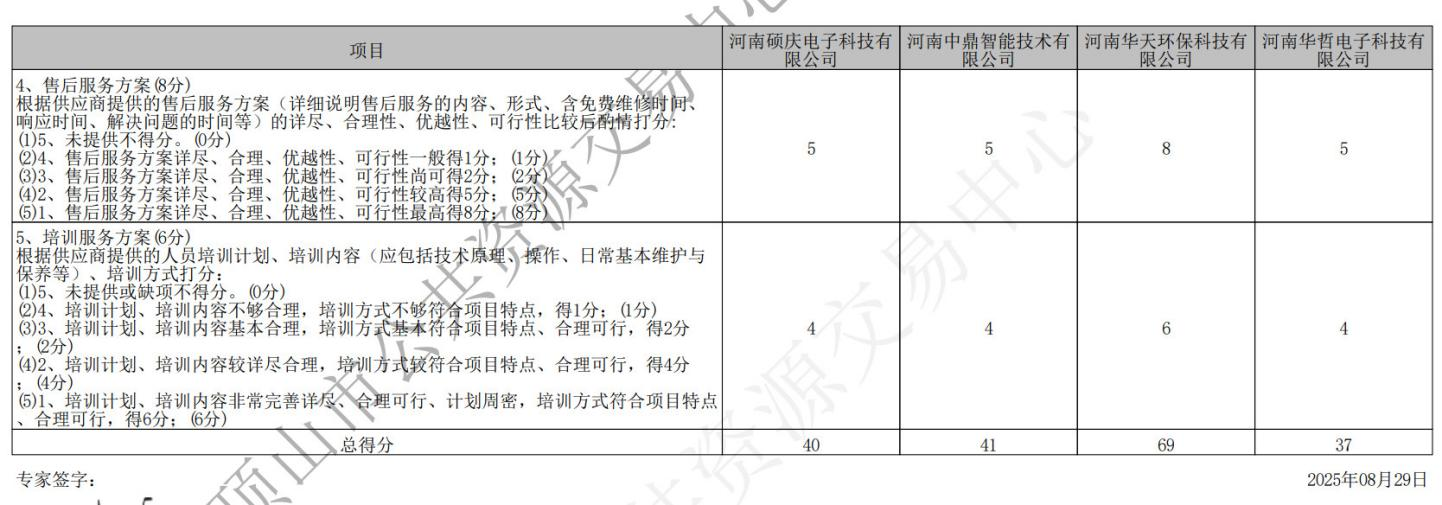 项目
河南硕庆电子科技有
限公司
河南中鼎智能技术有
限公司
河南华天环保科技有
限公司
河南华哲电子科技有
限公司
4、售后服务方案(8分)
根据供应商提供的售后服务方案（详细说明售后服务的内容、形式、含免费维修时间、
响应时间、解决问题的时间等）的详尽、合理性、优越性、可行性比较后酌情打分:
(1)5、未提供不得分。(0分)
(2)4、售后服务方案详尽、合理、优越性、可行性一般得1分; (1分)
(3)3、售后服务方案详尽、合理、优越性、可行性尚可得2分; (2分)
(4)2、售后服务方案详尽、合理、优越性、可行性较高得5分; (5分)
(5)1、售后服务方案详尽、合理、优越性、可行性最高得8分; (8分)
5
5
8
5
5、培训服务方案(6分)
根据供应商提供的人员培训计划、培训内容（应包括技术原理、操作、日常基本维护与
保养等）、培训方式打分:
(1)5、未提供或缺项不得分。(0分)
(2)4、培训计划、培训内容不够合理，培训方式不够符合项目特点，得1分; (1分)
(3)3、培训计划、培训内容基本合理，培训方式基本符合项目特点、合理可行，得2分
; (2分)
(4)2、培训计划、培训内容较详尽合理，培训方式较符合项目特点、合理可行，得4分
; (4分)
(5)1、培训计划、培训内容非常完善详尽、合理可行、计划周密，培训方式符合项目特点
、合理可行，得6分; (6分)
4
4
6
4
总得分
40
41
69
37
专家签字:
2025年08月29日
顶山市公共资源交易中心
共资源交易中心